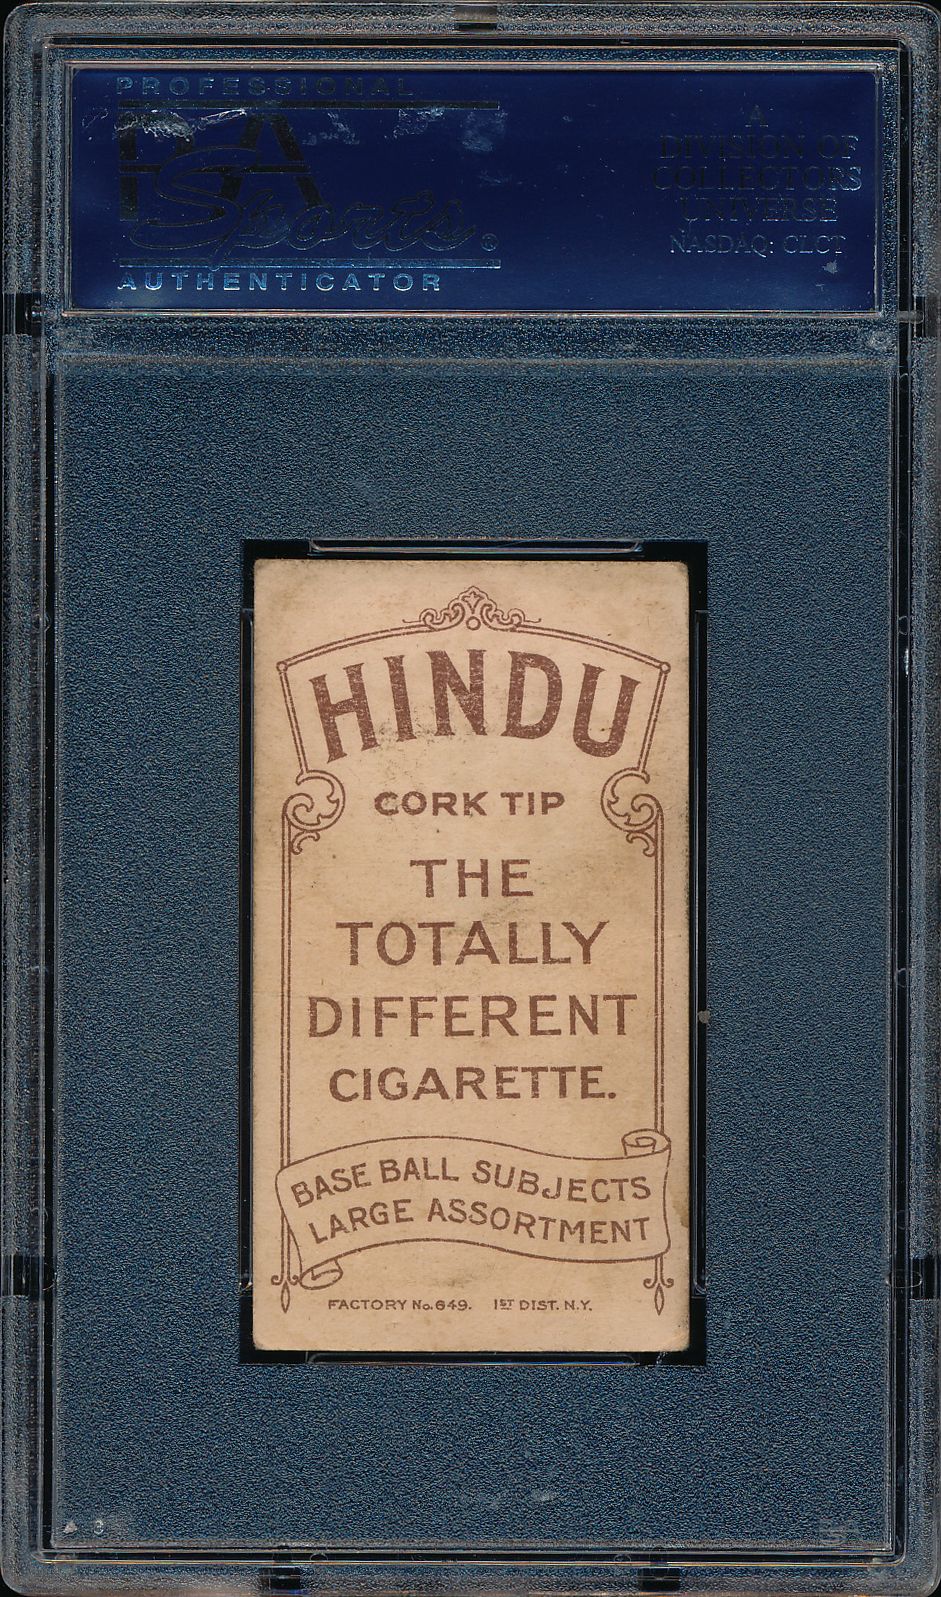 PROFESSIONAL
PSA
Sports®
AUTHENTICATOR
A
DIVISION OF
COLLECTORS
UNIVERSE
NASDAQ: CLCT
HINDU
CORK TIP
THE
TOTALLY
DIFFERENT
CIGARETTE.
BASE BALL SUBJECTS
LARGE ASSORTMENT
FACTORY No. 649. 1ST DIST. N.Y.